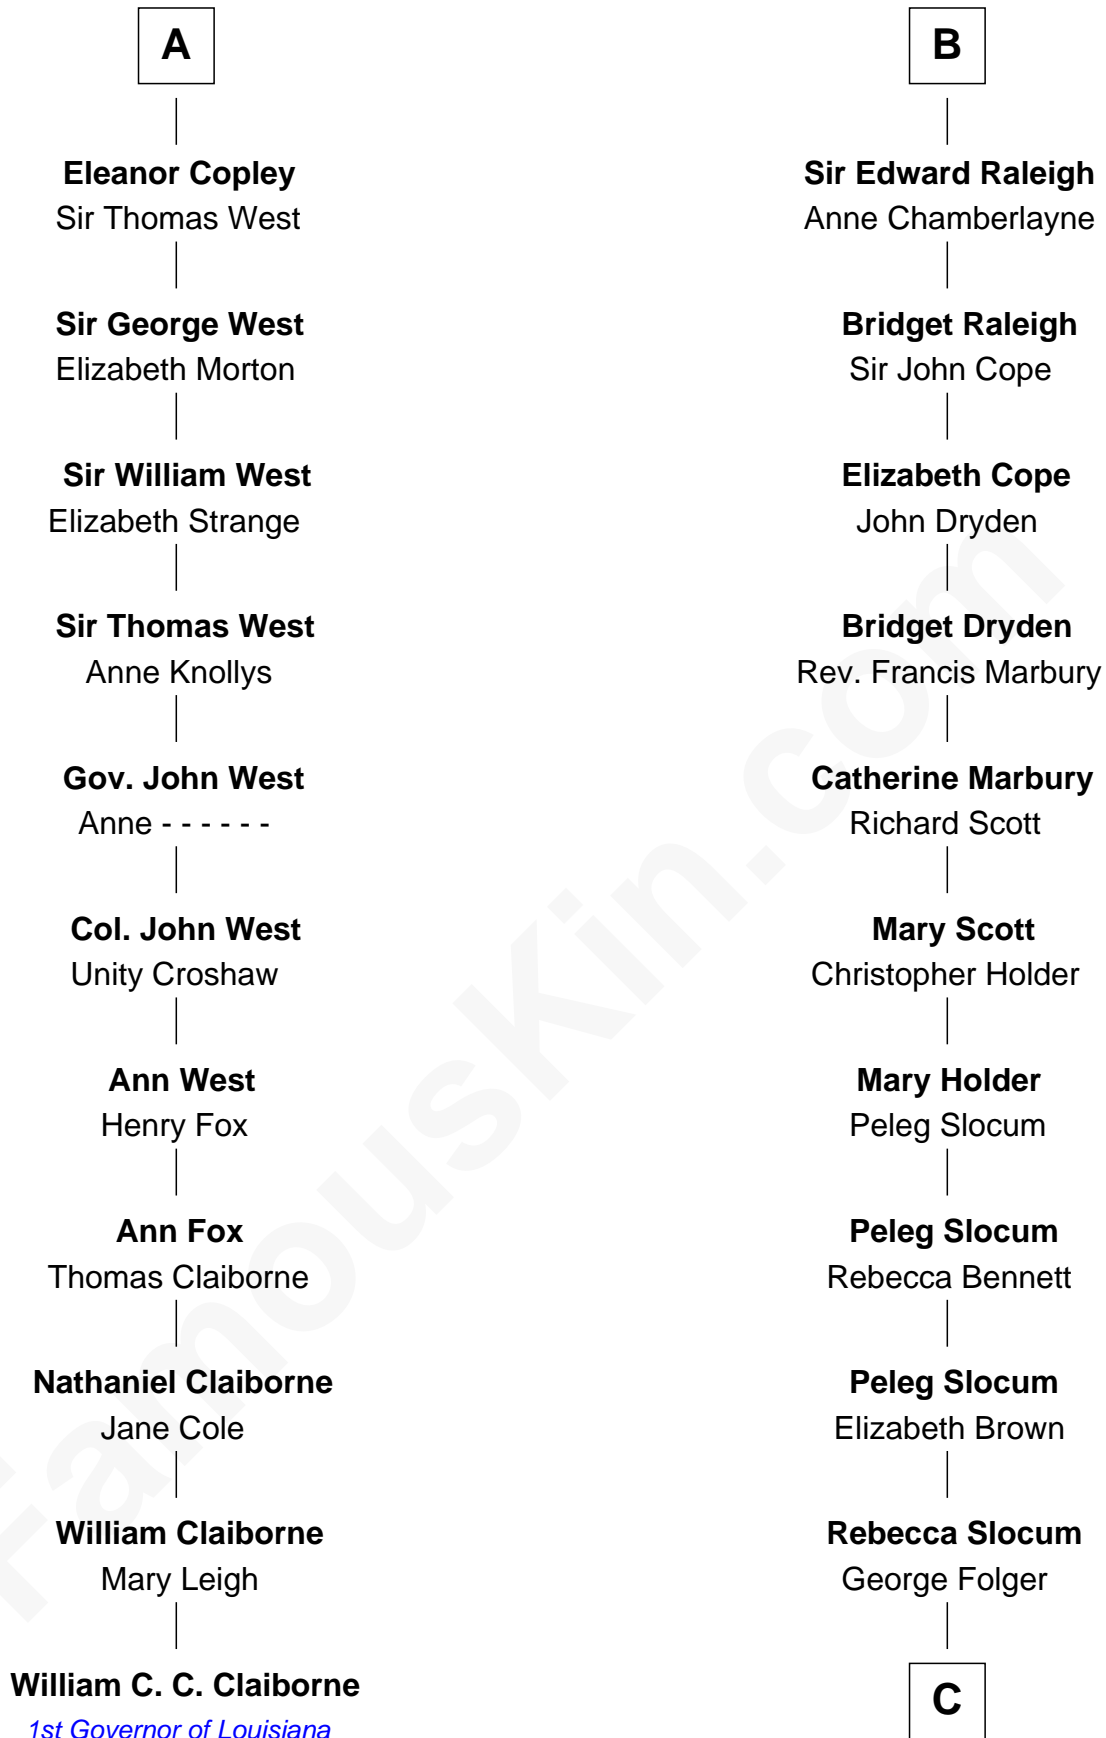 A
Eleanor Copley
Sir Thomas West
Sir George West
Elizabeth Morton
Sir William West
Elizabeth Strange
Sir Thomas West
Anne Knollys
Gov. John West
Anne - - - - - -
Col. John West
Unity Croshaw
Ann West
Henry Fox
Ann Fox
Thomas Claiborne
Nathaniel Claiborne
Jane Cole
William Claiborne
Mary Leigh
William C. C. Claiborne
1st Governor of Louisiana
B
Sir Edward Raleigh
Anne Chamberlayne
Bridget Raleigh
Sir John Cope
Elizabeth Cope
John Dryden
Bridget Dryden
Rev. Francis Marbury
Catherine Marbury
Richard Scott
Mary Scott
Christopher Holder
Mary Holder
Peleg Slocum
Peleg Slocum
Rebecca Bennett
Peleg Slocum
Elizabeth Brown
Rebecca Slocum
George Folger
C
FamousKin.com